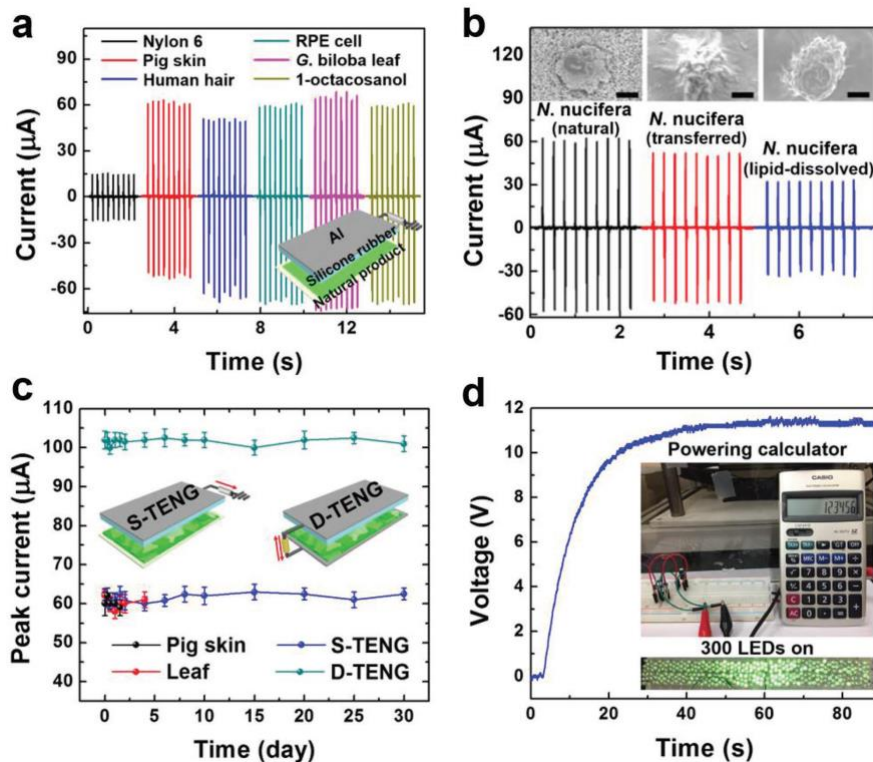 a
Nylon 6
Pig skin
Human hair
RPE cell
G. biloba leaf
1-octacosanol
90
60
30
0
-30
-60
Current (µA)
Al
Silicone rubber
Natural product
0 4 8 12
Time (s)
b
120
90
60
30
0
-30
-60
Current (µA)
N. nucifera
(natural)
N. nucifera
(transferred)
N. nucifera
(lipid-dissolved)
0 2 4 6
Time (s)
c
110
100
90
80
70
60
50
40
Peak current (µA)
S-TENG
D-TENG
Pig skin
Leaf
S-TENG
D-TENG
0 5 10 15 20 25 30
Time (day)
d
12
10
8
6
4
2
0
Voltage (V)
Powering calculator
CASIO
123456
300 LEDs on
0 20 40 60 80
Time (s)